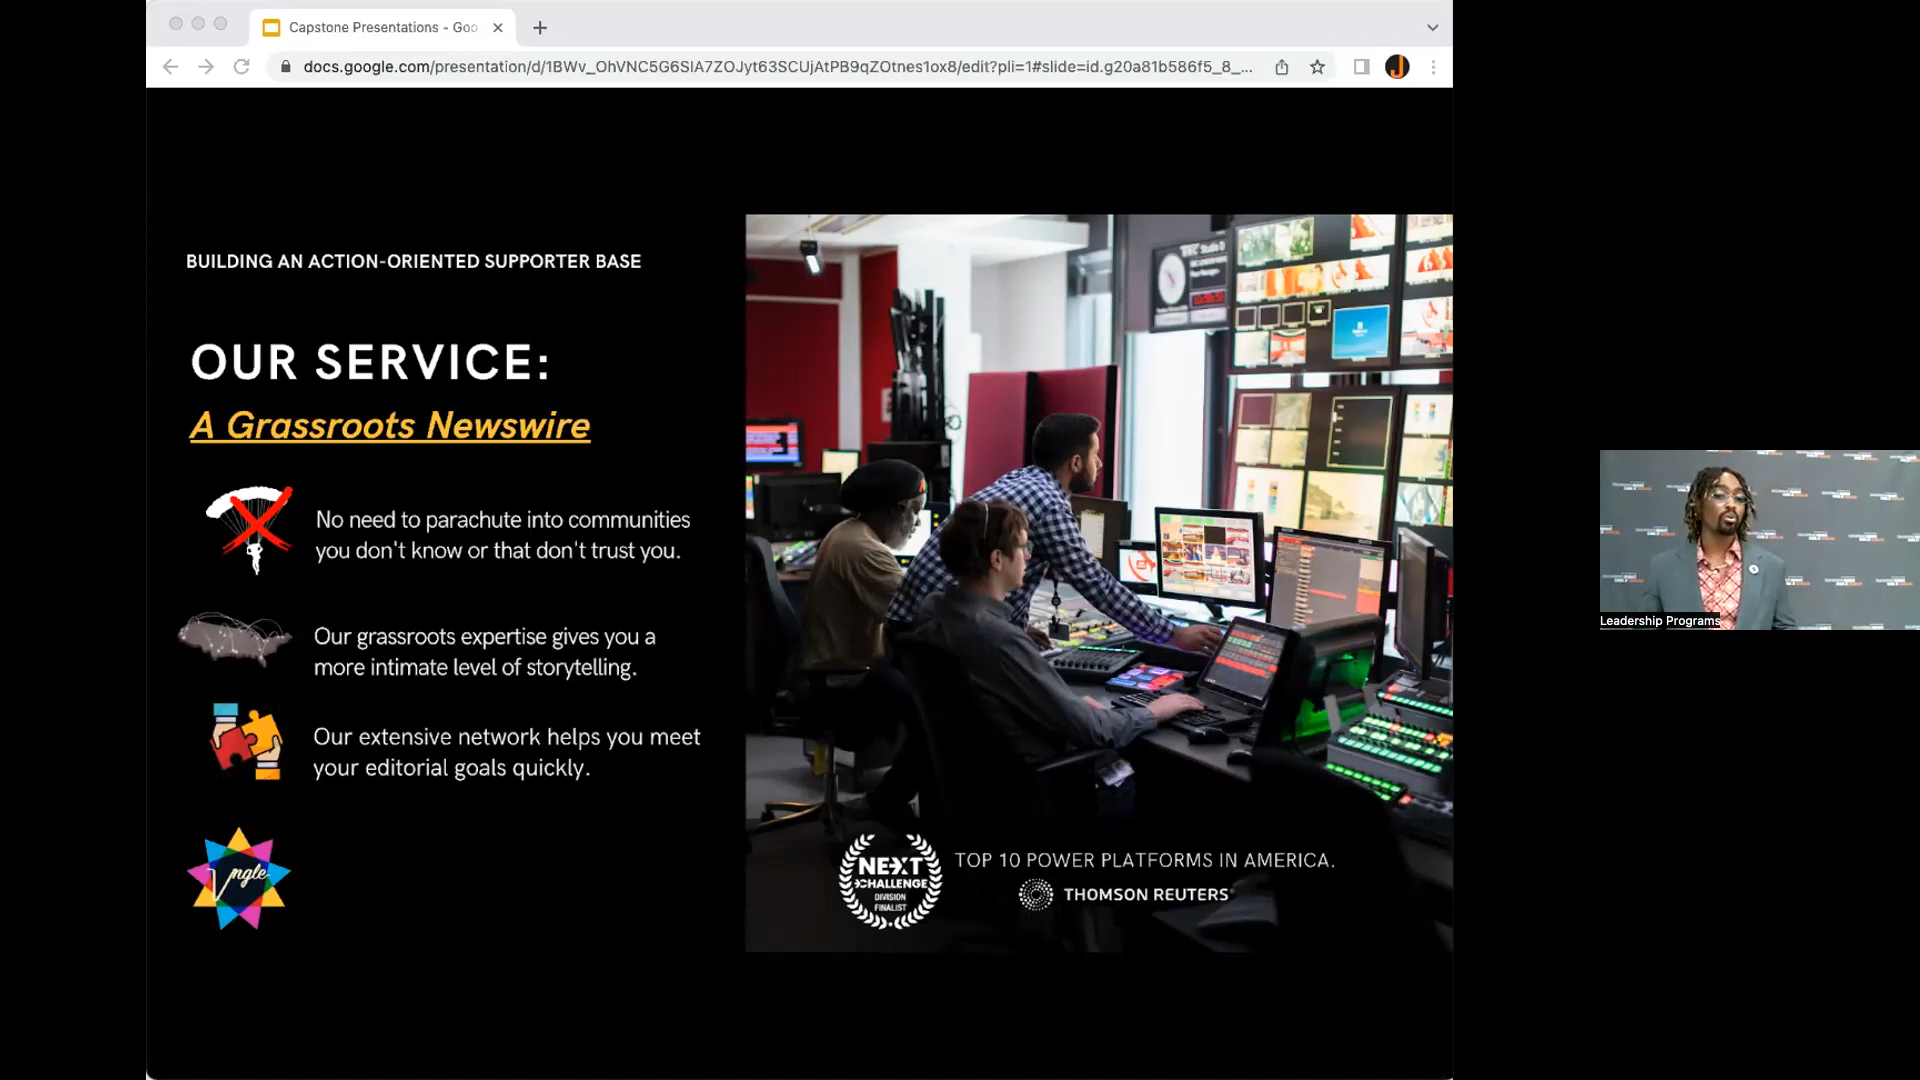 Capstone Presentations - Goo
docs.google.com/presentation/d/1BWv_OhVNC5G6SlA7ZOJyt63SCUjAtPB9qZOtnes1ox8/edit?pli=1#slide=id.g20a81b586f5_8_...
BUILDING AN ACTION-ORIENTED SUPPORTER BASE
OUR SERVICE:
A Grassroots Newswire
No need to parachute into communities
you don't know or that don't trust you.
Our grassroots expertise gives you a
more intimate level of storytelling.
Our extensive network helps you meet
your editorial goals quickly.
Vngle
NEXT
CHALLENGE
DIVISION
FINALIST
TOP 10 POWER PLATFORMS IN AMERICA.
THOMSON REUTERS
Leadership Programs